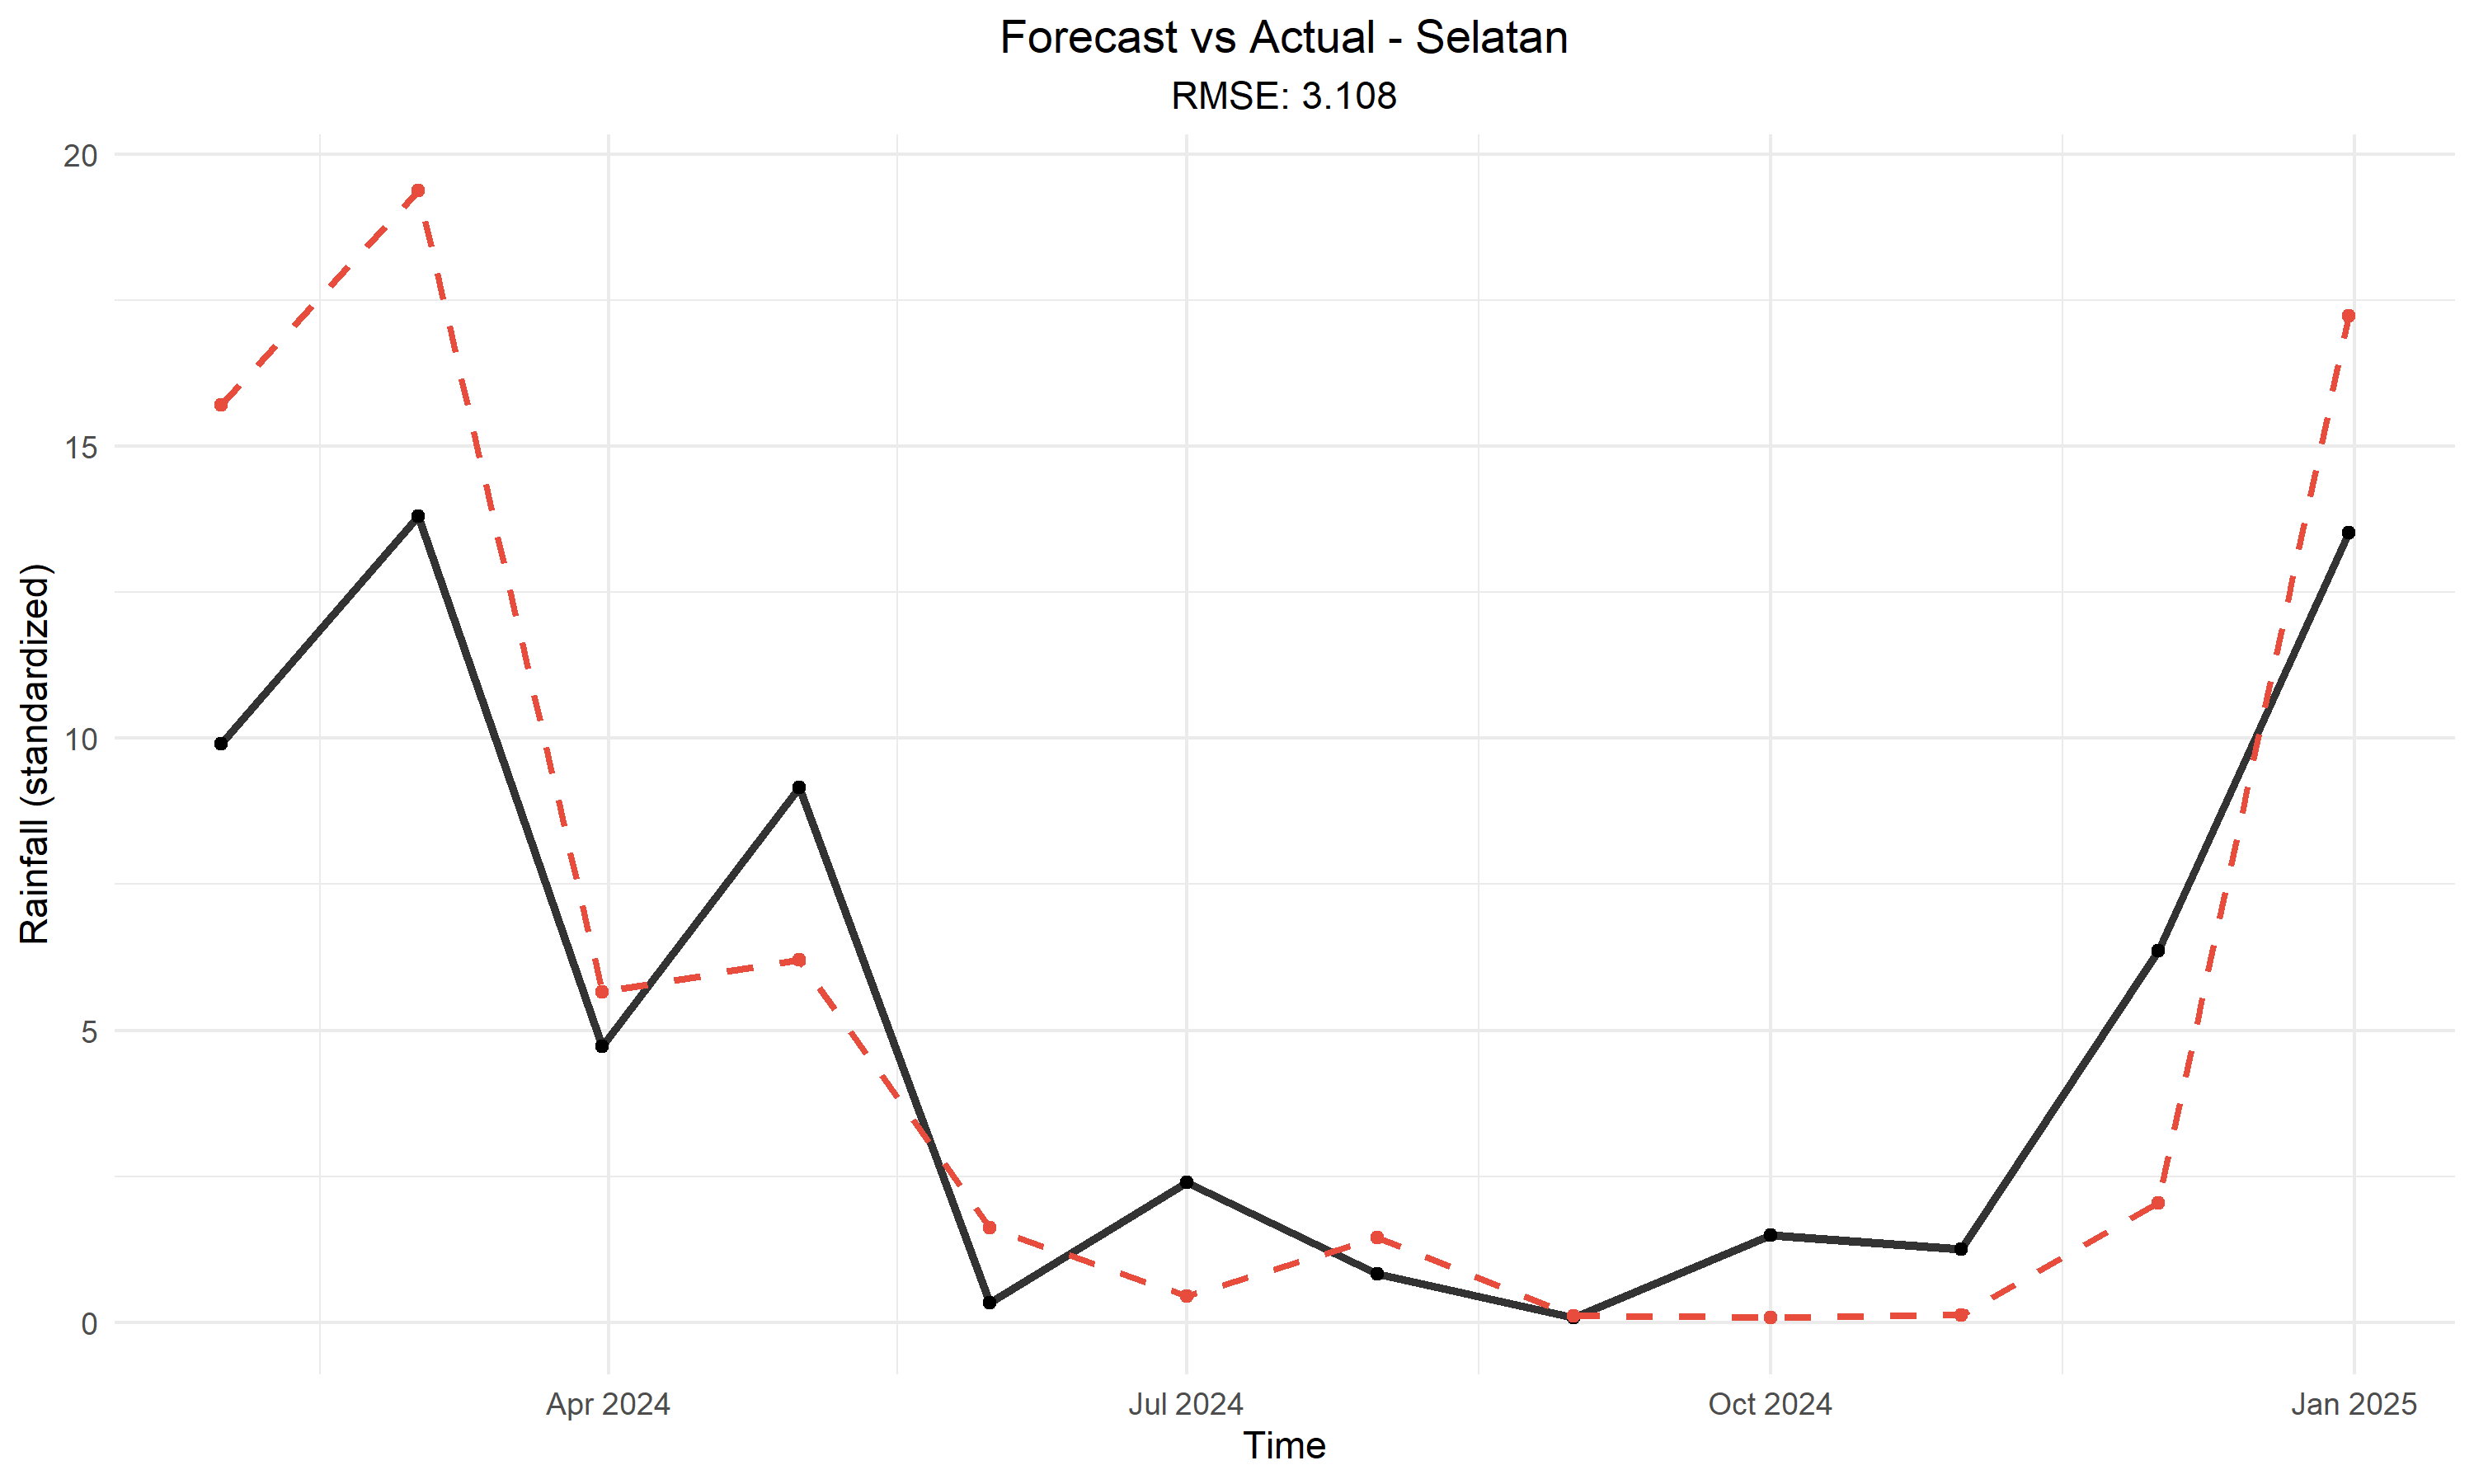 Forecast vs Actual - Selatan
RMSE: 3.108
20
15
10
5
0
Rainfall (standardized)
Apr 2024
Jul 2024
Oct 2024
Jan 2025
Time